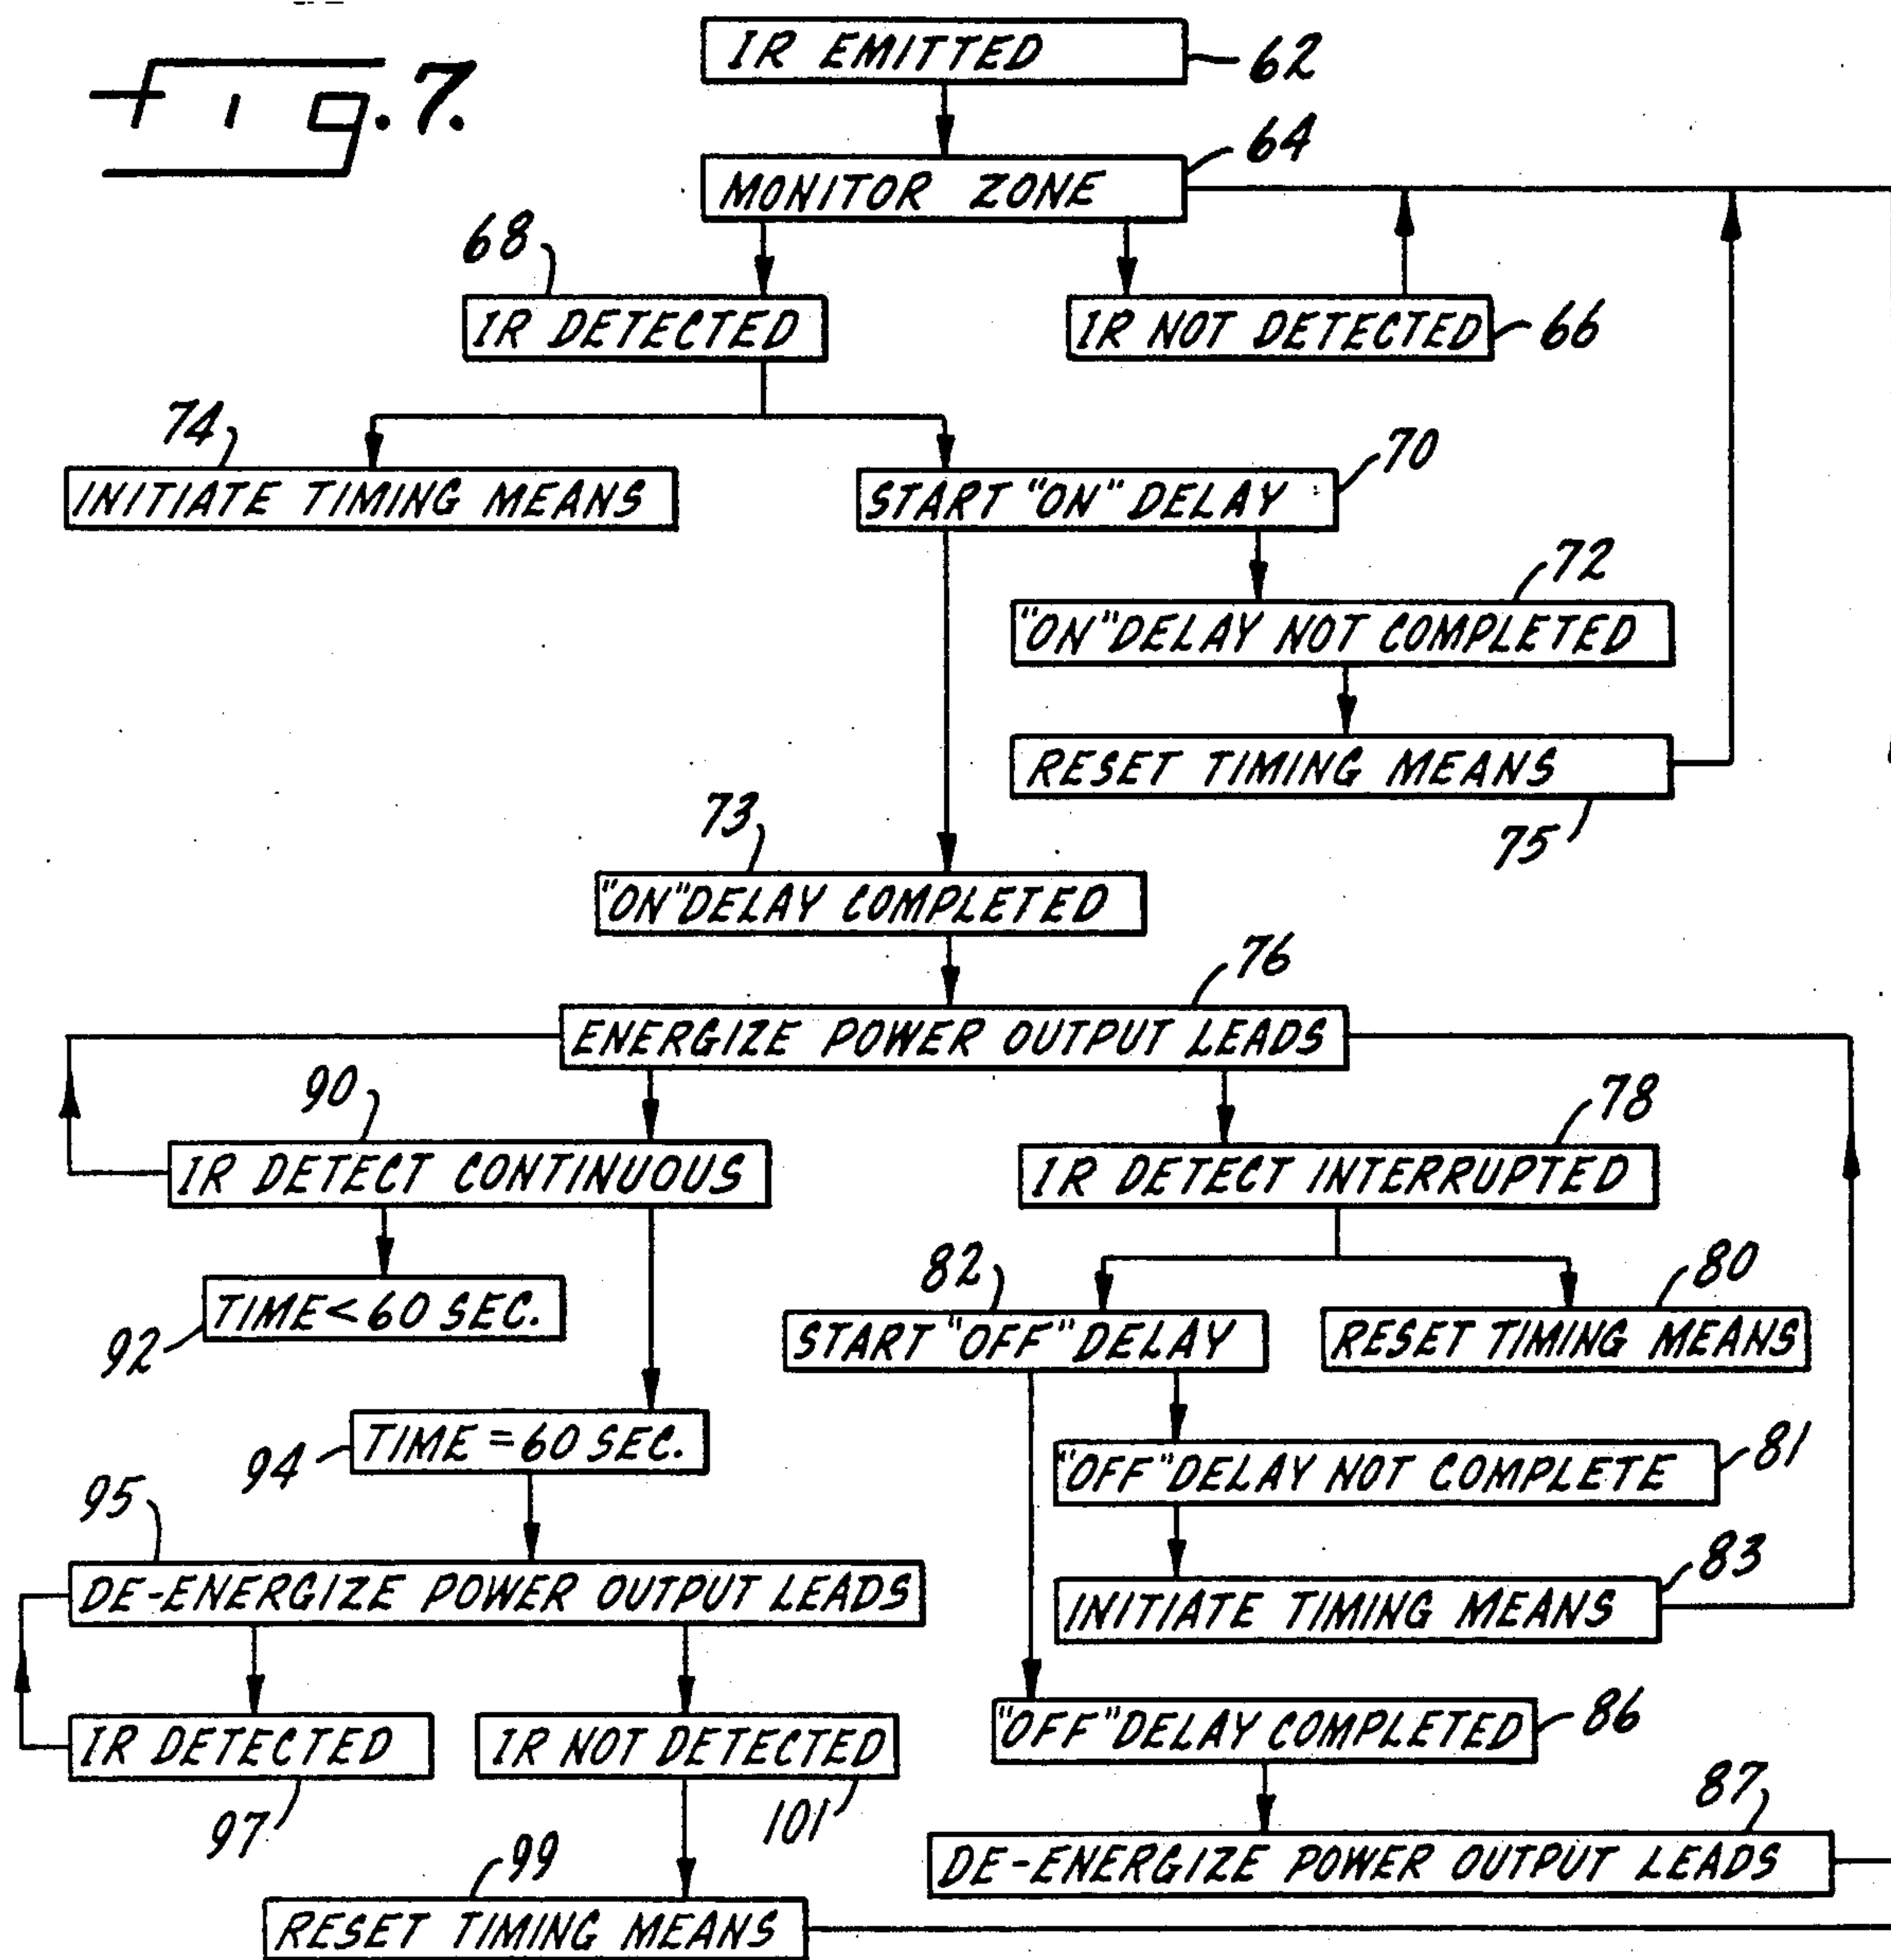 Fig. 7.
IR EMITTED
62
MONITOR ZONE
64
68
IR DETECTED
IR NOT DETECTED
66
74
INITIATE TIMING MEANS
START "ON" DELAY
70
72
"ON" DELAY NOT COMPLETED
RESET TIMING MEANS
75
73
"ON" DELAY COMPLETED
76
ENERGIZE POWER OUTPUT LEADS
90
IR DETECT CONTINUOUS
78
IR DETECT INTERRUPTED
TIME < 60 SEC.
92
82
START "OFF" DELAY
80
RESET TIMING MEANS
TIME = 60 SEC.
94
"OFF" DELAY NOT COMPLETE
81
95
DE-ENERGIZE POWER OUTPUT LEADS
INITIATE TIMING MEANS
83
IR DETECTED
97
IR NOT DETECTED
101
"OFF" DELAY COMPLETED
86
87
DE-ENERGIZE POWER OUTPUT LEADS
99
RESET TIMING MEANS